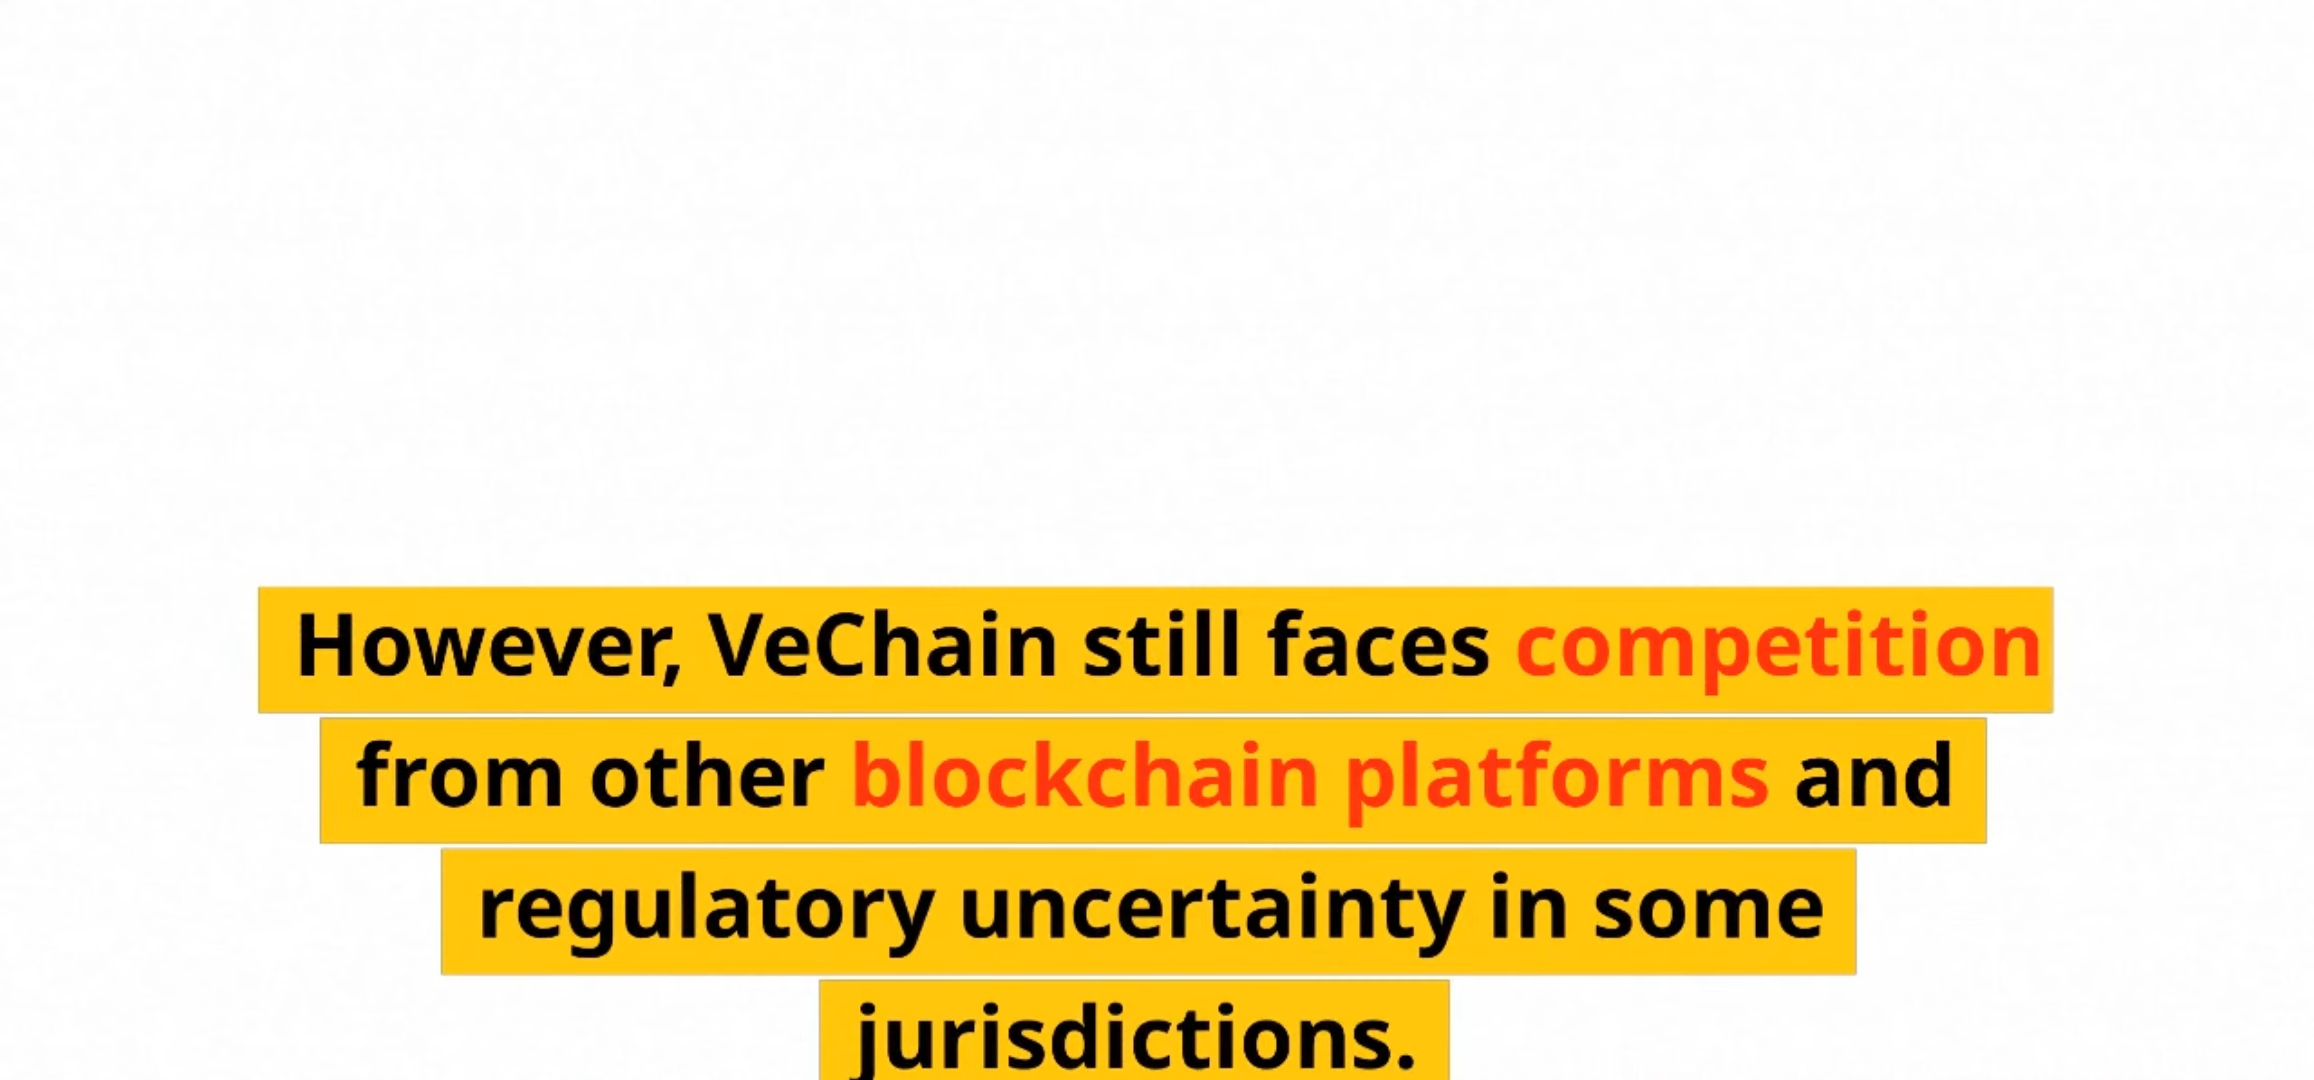 However, VeChain still faces competition
from other blockchain platforms and
regulatory uncertainty in some
jurisdictions.